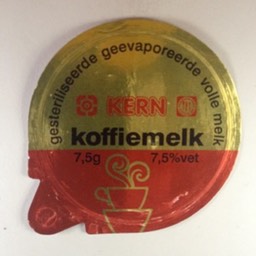 gesteriliseerde geevaporeerde volle melk
KERN
koffiemelk
7,5g 7,5%vet